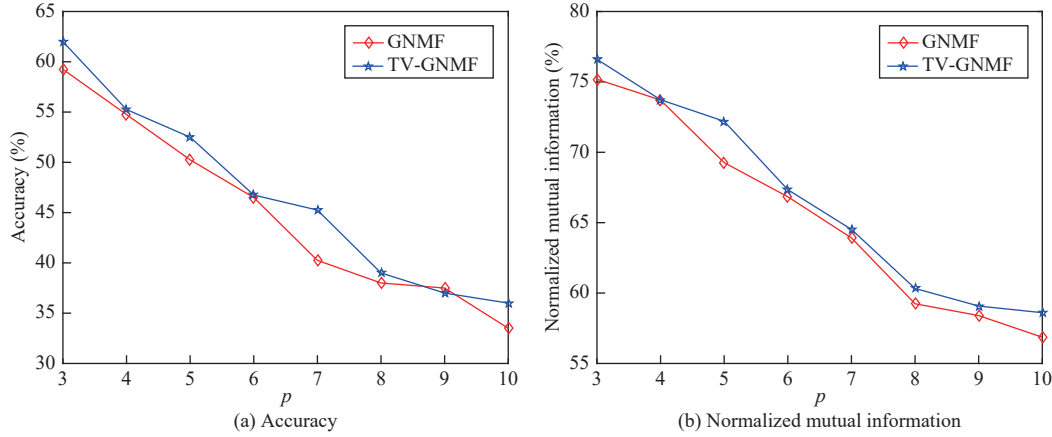 65
60
55
50
45
40
35
30
Accuracy (%)
GNMF
TV-GNMF
3 4 5 6 7 8 9 10
p
(a) Accuracy
80
75
70
65
60
55
Normalized mutual information (%)
GNMF
TV-GNMF
3 4 5 6 7 8 9 10
p
(b) Normalized mutual information